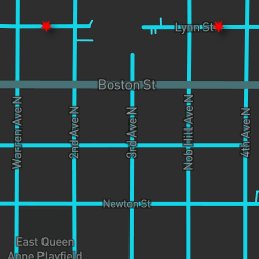 Lynn St
Boston St
Warren Ave N
2nd Ave N
3rd Ave N
Nob Hill Ave N
4th Ave N
Newton St
East Queen
Anne Playfield